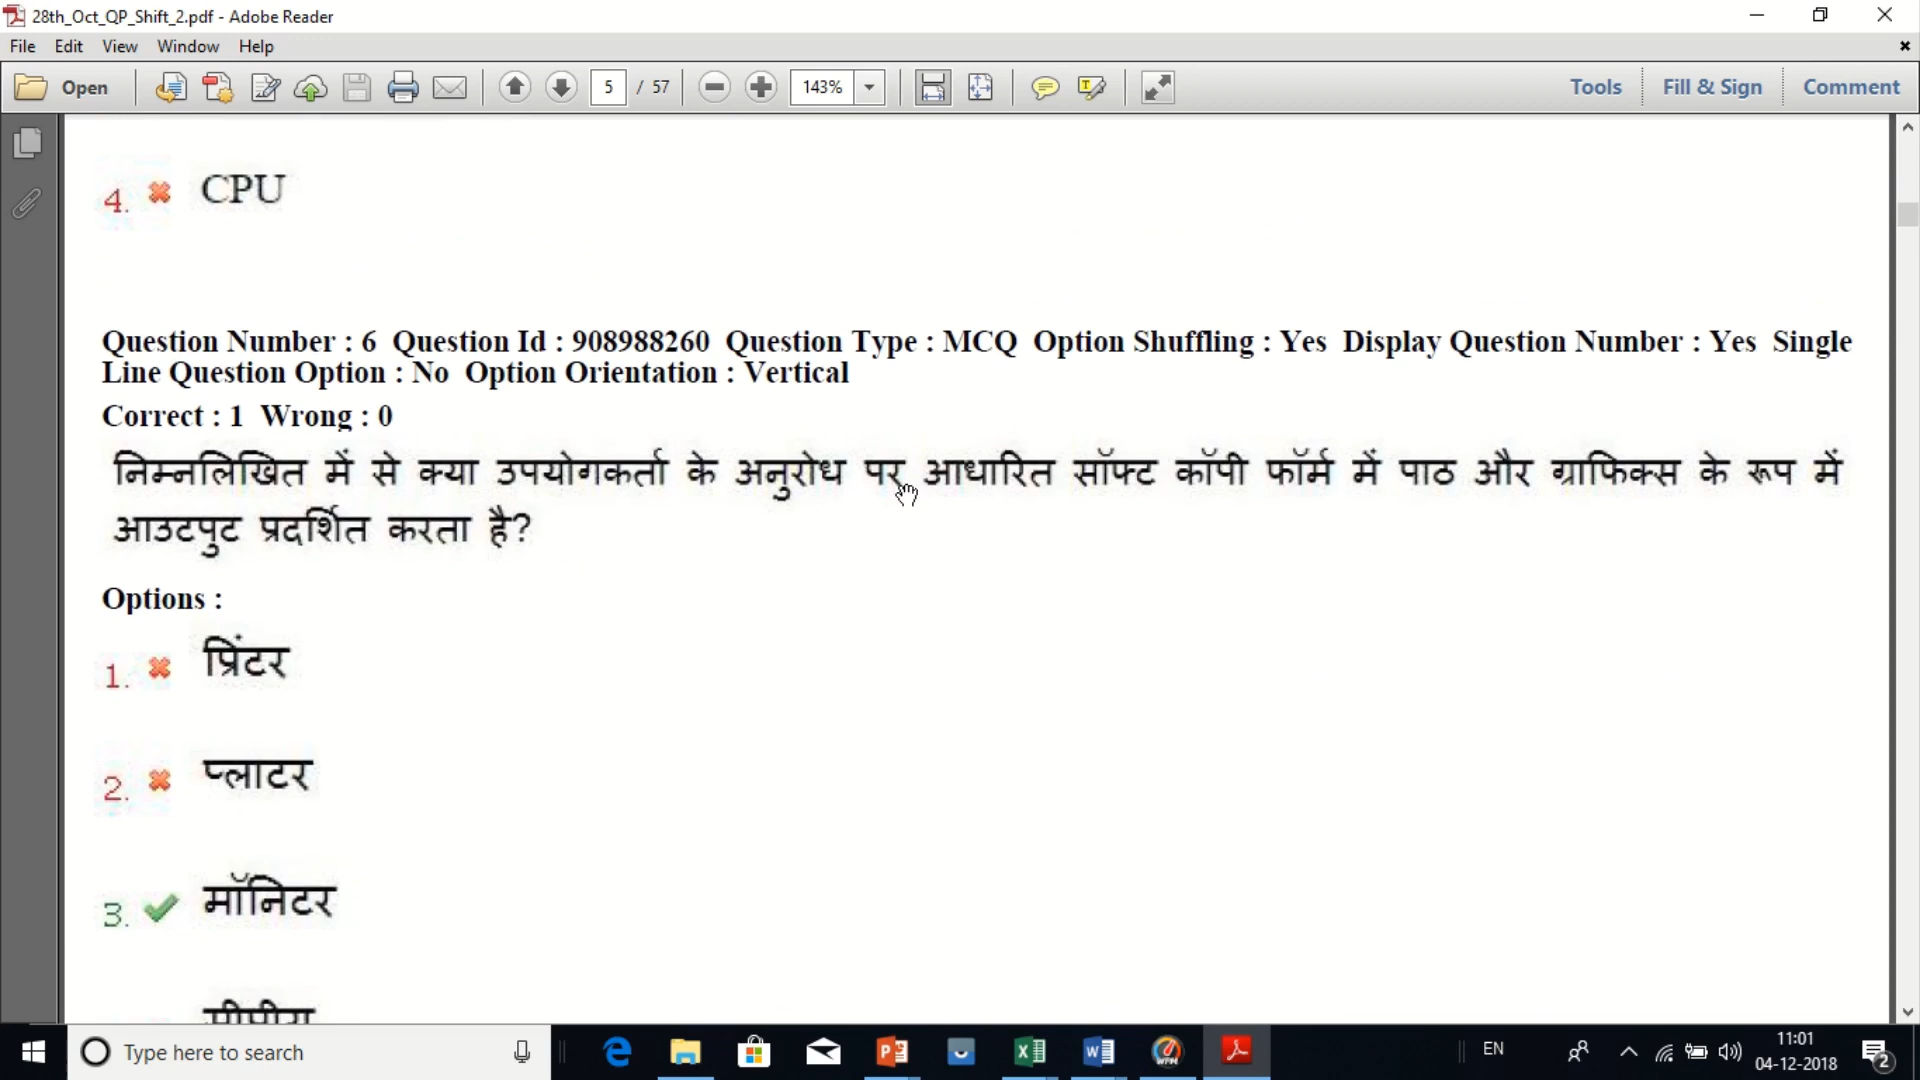 28th_Oct_QP_Shift_2.pdf - Adobe Reader
File Edit View Window Help
Open 5 / 57 143% Tools Fill & Sign Comment
4. CPU
Question Number : 6 Question Id : 908988260 Question Type : MCQ Option Shuffling : Yes Display Question Number : Yes Single
Line Question Option : No Option Orientation : Vertical
Correct : 1 Wrong : 0
निम्नलिखित में से क्या उपयोगकर्ता के अनुरोध पर आधारित सॉफ्ट कॉपी फॉर्म में पाठ और ग्राफिक्स के रूप में
आउटपुट प्रदर्शित करता है?
Options :
1. प्रिंटर
2. प्लाटर
3. मॉनिटर
Type here to search
EN
11:01
04-12-2018
2